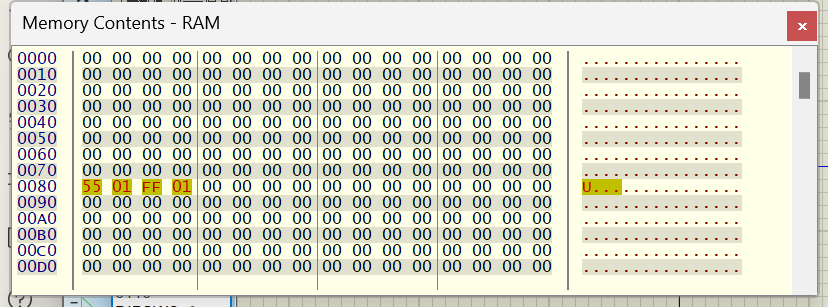 Memory Contents - RAM
0000 00 00 00 00 00 00 00 00 00 00 00 00 00 00 00 00 ................
0010 00 00 00 00 00 00 00 00 00 00 00 00 00 00 00 00 ................
0020 00 00 00 00 00 00 00 00 00 00 00 00 00 00 00 00 ................
0030 00 00 00 00 00 00 00 00 00 00 00 00 00 00 00 00 ................
0040 00 00 00 00 00 00 00 00 00 00 00 00 00 00 00 00 ................
0050 00 00 00 00 00 00 00 00 00 00 00 00 00 00 00 00 ................
0060 00 00 00 00 00 00 00 00 00 00 00 00 00 00 00 00 ................
0070 00 00 00 00 00 00 00 00 00 00 00 00 00 00 00 00 ................
0080 55 01 FF 01 00 00 00 00 00 00 00 00 00 00 00 00 U...............
0090 00 00 00 00 00 00 00 00 00 00 00 00 00 00 00 00 ................
00A0 00 00 00 00 00 00 00 00 00 00 00 00 00 00 00 00 ................
00B0 00 00 00 00 00 00 00 00 00 00 00 00 00 00 00 00 ................
00C0 00 00 00 00 00 00 00 00 00 00 00 00 00 00 00 00 ................
00D0 00 00 00 00 00 00 00 00 00 00 00 00 00 00 00 00 ................